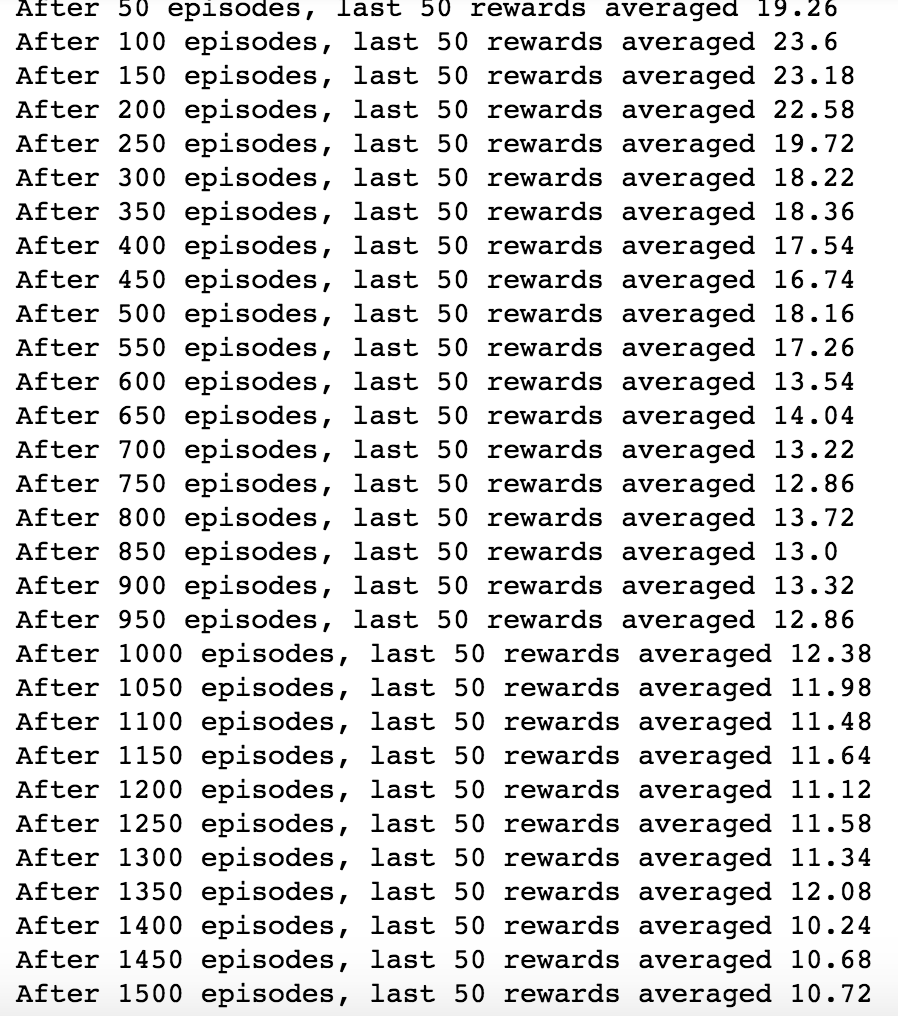 After 50 episodes, last 50 rewards averaged 19.26
After 100 episodes, last 50 rewards averaged 23.6
After 150 episodes, last 50 rewards averaged 23.18
After 200 episodes, last 50 rewards averaged 22.58
After 250 episodes, last 50 rewards averaged 19.72
After 300 episodes, last 50 rewards averaged 18.22
After 350 episodes, last 50 rewards averaged 18.36
After 400 episodes, last 50 rewards averaged 17.54
After 450 episodes, last 50 rewards averaged 16.74
After 500 episodes, last 50 rewards averaged 18.16
After 550 episodes, last 50 rewards averaged 17.26
After 600 episodes, last 50 rewards averaged 13.54
After 650 episodes, last 50 rewards averaged 14.04
After 700 episodes, last 50 rewards averaged 13.22
After 750 episodes, last 50 rewards averaged 12.86
After 800 episodes, last 50 rewards averaged 13.72
After 850 episodes, last 50 rewards averaged 13.0
After 900 episodes, last 50 rewards averaged 13.32
After 950 episodes, last 50 rewards averaged 12.86
After 1000 episodes, last 50 rewards averaged 12.38
After 1050 episodes, last 50 rewards averaged 11.98
After 1100 episodes, last 50 rewards averaged 11.48
After 1150 episodes, last 50 rewards averaged 11.64
After 1200 episodes, last 50 rewards averaged 11.12
After 1250 episodes, last 50 rewards averaged 11.58
After 1300 episodes, last 50 rewards averaged 11.34
After 1350 episodes, last 50 rewards averaged 12.08
After 1400 episodes, last 50 rewards averaged 10.24
After 1450 episodes, last 50 rewards averaged 10.68
After 1500 episodes, last 50 rewards averaged 10.72